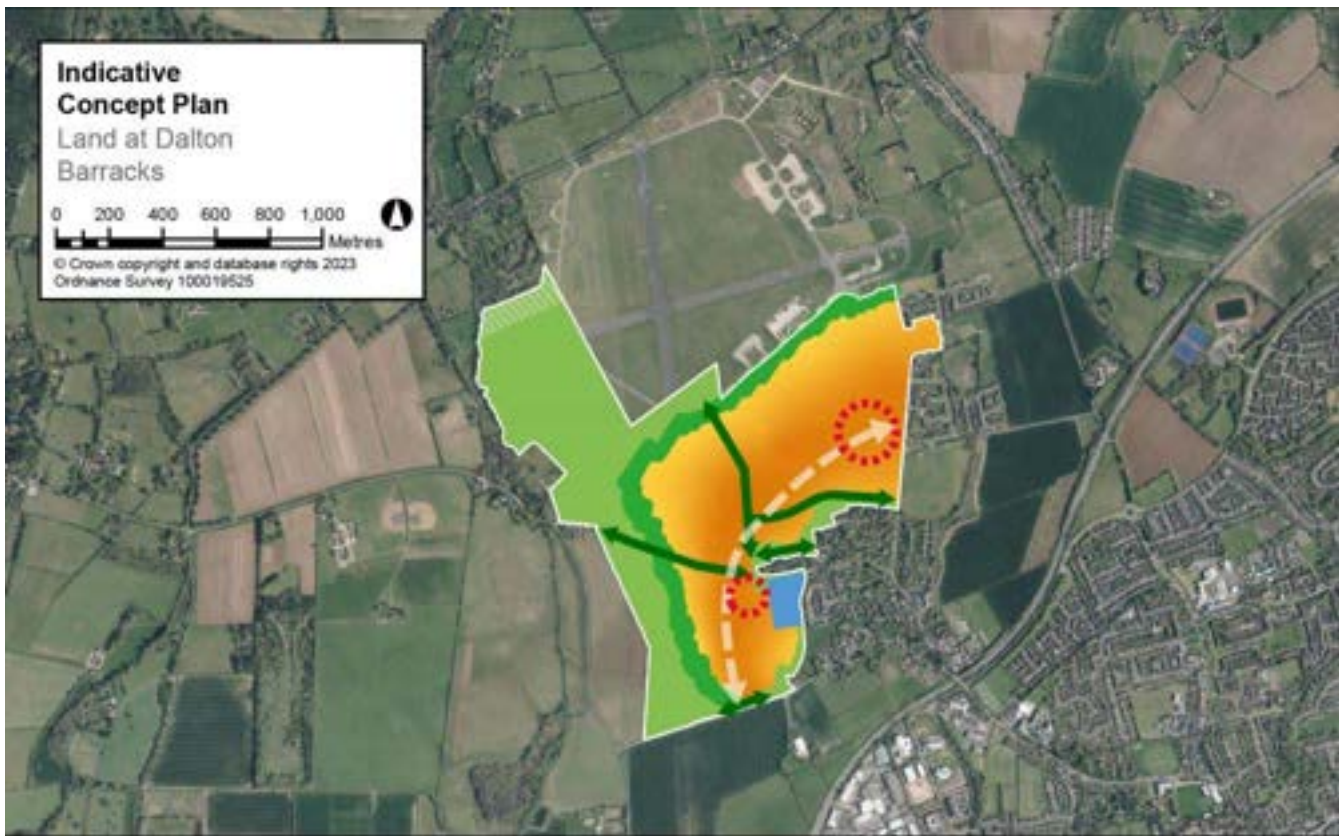 Indicative
Concept Plan
Land at Dalton
Barracks
0 200 400 600 800 1,000
Metres
© Crown copyright and database rights 2023
Ordnance Survey 100019525